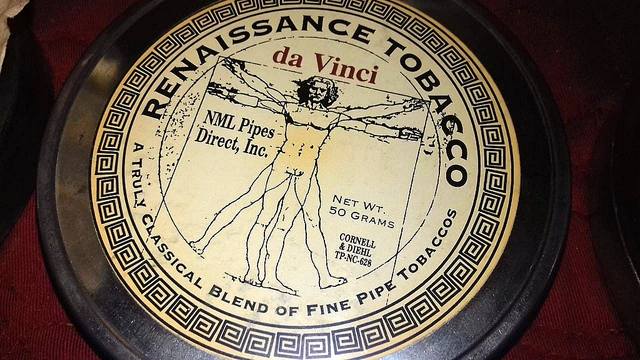 RENAISSANCE TOBACCO
da Vinci
NML Pipes
Direct, Inc.
NET WT.
50 GRAMS
CORNELL
& DIEHL
TP-NC-628
A TRULY CLASSICAL BLEND OF FINE PIPE TOBACCOS